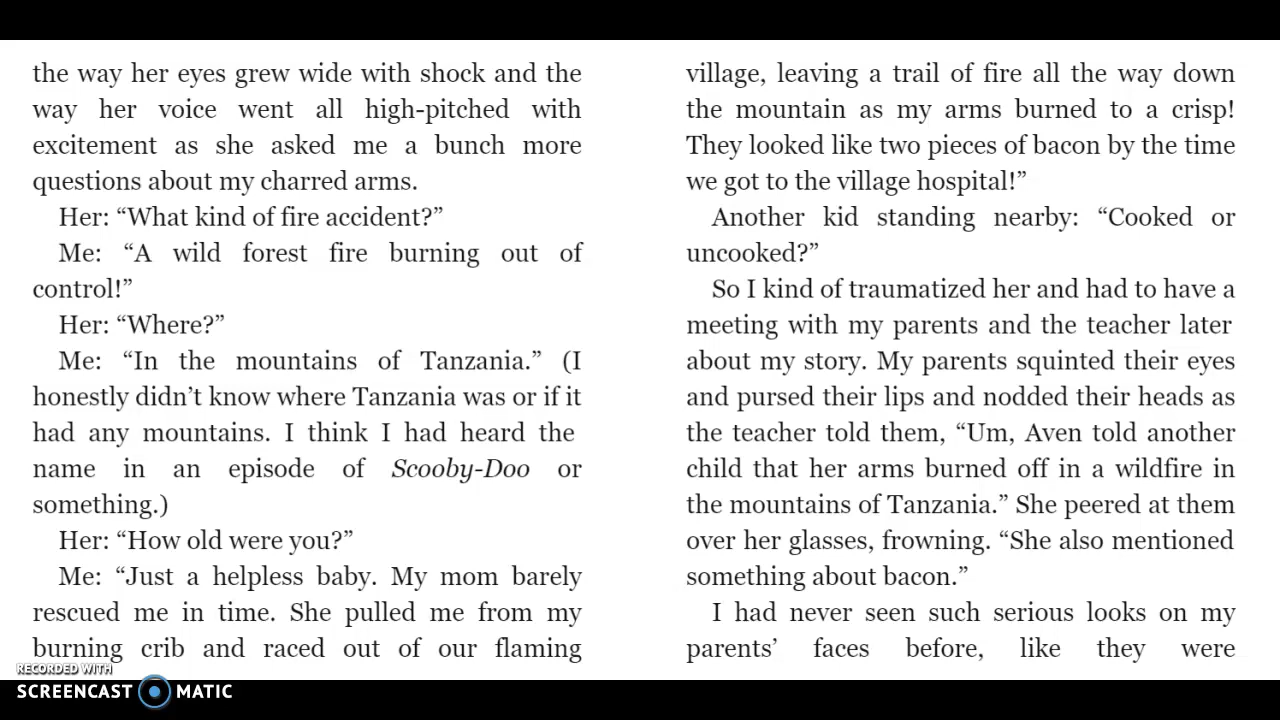 the way her eyes grew wide with shock and the
way her voice went all high-pitched with
excitement as she asked me a bunch more
questions about my charred arms.
Her: “What kind of fire accident?”
Me: “A wild forest fire burning out of
control!”
Her: “Where?”
Me: “In the mountains of Tanzania.” (I
honestly didn’t know where Tanzania was or if it
had any mountains. I think I had heard the
name in an episode of Scooby-Doo or
something.)
Her: “How old were you?”
Me: “Just a helpless baby. My mom barely
rescued me in time. She pulled me from my
burning crib and raced out of our flaming
village, leaving a trail of fire all the way down
the mountain as my arms burned to a crisp!
They looked like two pieces of bacon by the time
we got to the village hospital!”
Another kid standing nearby: “Cooked or
uncooked?”
So I kind of traumatized her and had to have a
meeting with my parents and the teacher later
about my story. My parents squinted their eyes
and pursed their lips and nodded their heads as
the teacher told them, “Um, Aven told another
child that her arms burned off in a wildfire in
the mountains of Tanzania.” She peered at them
over her glasses, frowning. “She also mentioned
something about bacon.”
I had never seen such serious looks on my
parents’ faces before, like they were
RECORDED WITH
SCREENCAST MATIC